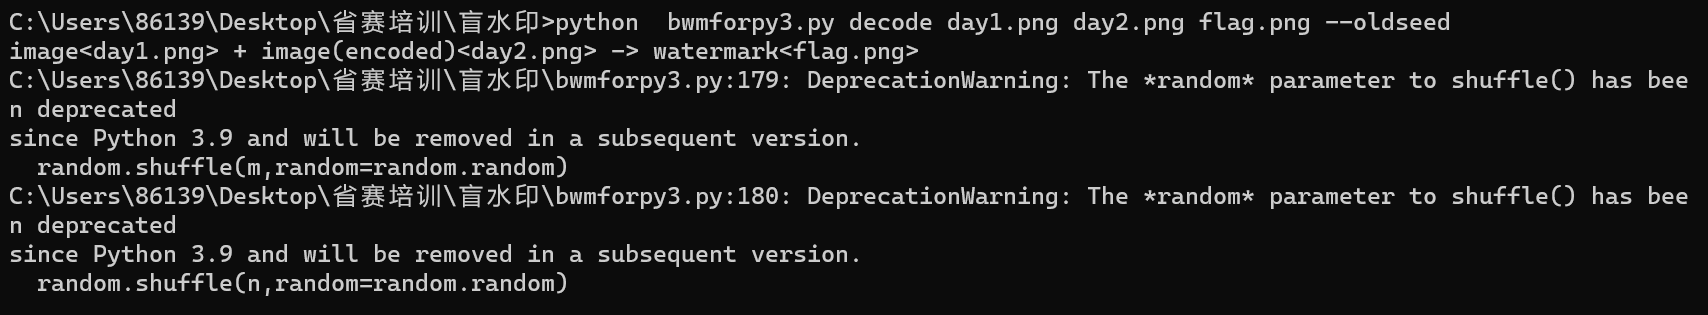 C:\Users\86139\Desktop\省赛培训\盲水印>python  bwmforpy3.py decode day1.png day2.png flag.png --oldseed
image<day1.png> + image(encoded)<day2.png> -> watermark<flag.png>
C:\Users\86139\Desktop\省赛培训\盲水印\bwmforpy3.py:179: DeprecationWarning: The *random* parameter to shuffle() has bee
n deprecated
since Python 3.9 and will be removed in a subsequent version.
  random.shuffle(m,random=random.random)
C:\Users\86139\Desktop\省赛培训\盲水印\bwmforpy3.py:180: DeprecationWarning: The *random* parameter to shuffle() has bee
n deprecated
since Python 3.9 and will be removed in a subsequent version.
  random.shuffle(n,random=random.random)